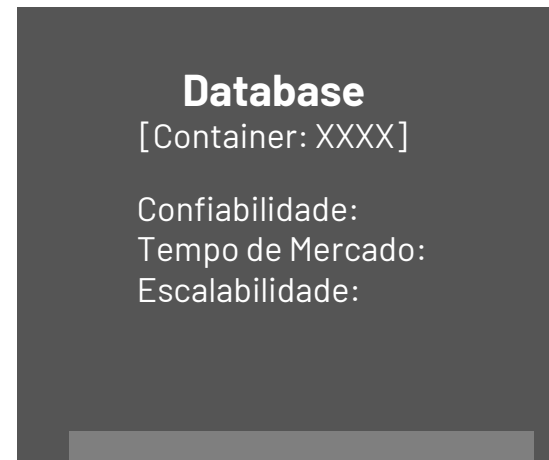 Database
[Container: XXXX]
Confiabilidade:
Tempo de Mercado:
Escalabilidade: